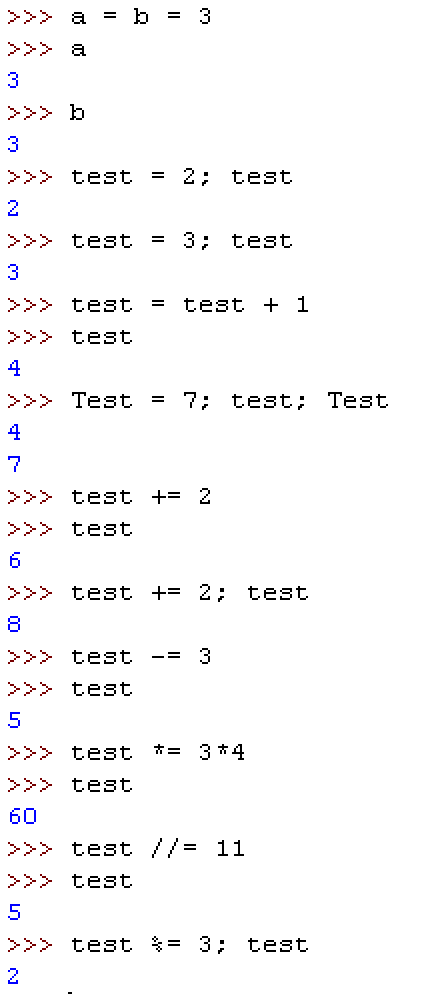 >>> a = b = 3
>>> a
3
>>> b
3
>>> test = 2; test
2
>>> test = 3; test
3
>>> test = test + 1
>>> test
4
>>> Test = 7; test; Test
4
7
>>> test += 2
>>> test
6
>>> test += 2; test
8
>>> test -= 3
>>> test
5
>>> test *= 3*4
>>> test
60
>>> test //= 11
>>> test
5
>>> test %= 3; test
2